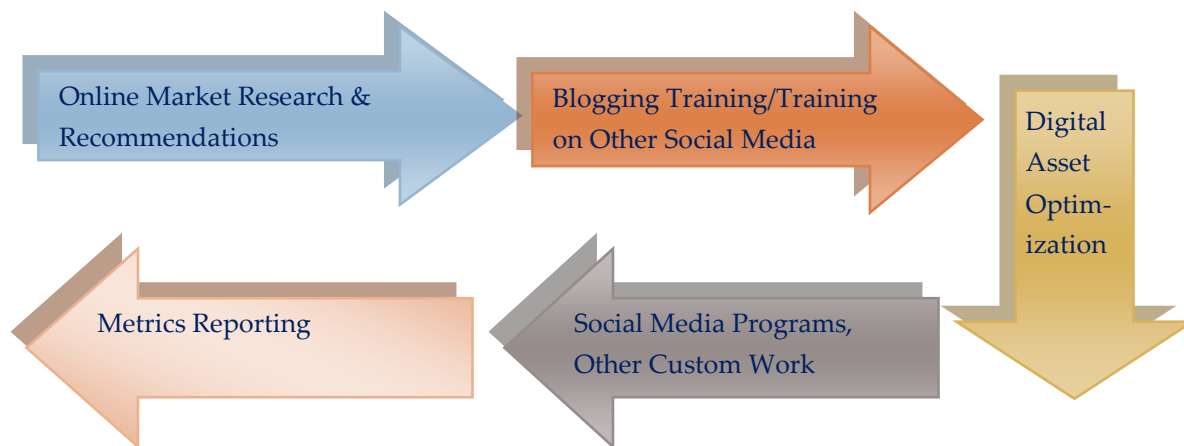 Online Market Research &
Recommendations
Blogging Training/Training
on Other Social Media
Digital
Asset
Optim-
ization
Social Media Programs,
Other Custom Work
Metrics Reporting